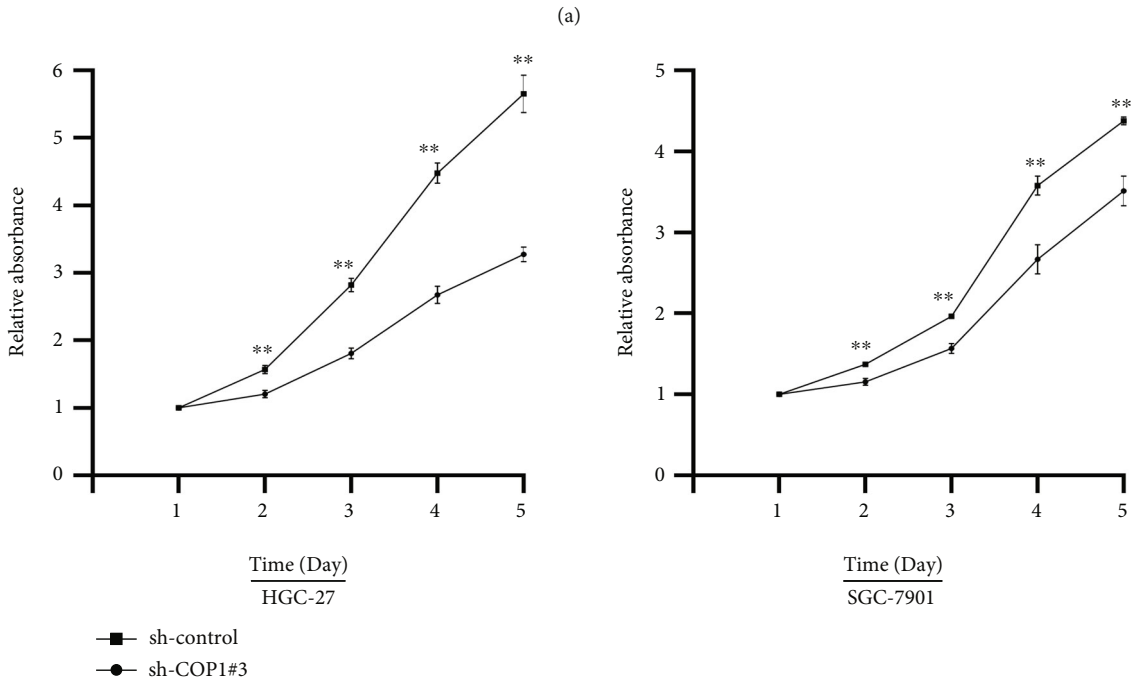 (a)
Relative absorbance
6
5
4
3
2
1
0
**
**
**
**
1 2 3 4 5
Time (Day)
HGC-27
Relative absorbance
5
4
3
2
1
0
**
**
**
**
1 2 3 4 5
Time (Day)
SGC-7901
sh-control
sh-COP1#3